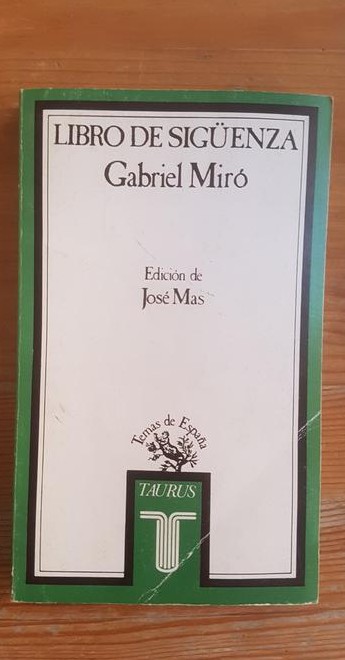 LIBRO DE SIGÜENZA
Gabriel Miró
Edición de
José Mas
Temas de España
TAURUS